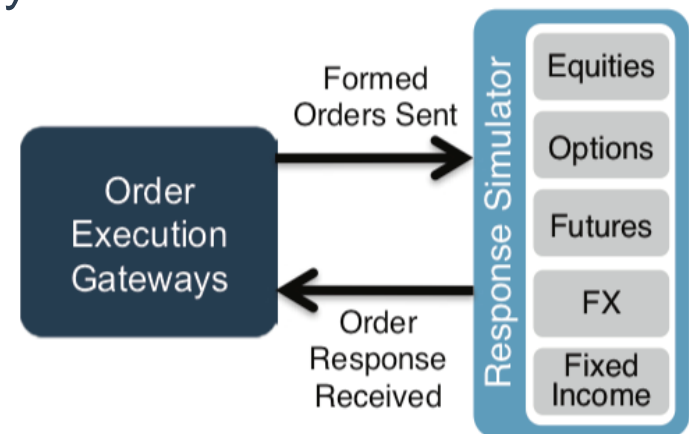 y
Order
Execution
Gateways
Formed
Orders Sent
Order
Response
Received
Response Simulator
Equities
Options
Futures
FX
Fixed
Income